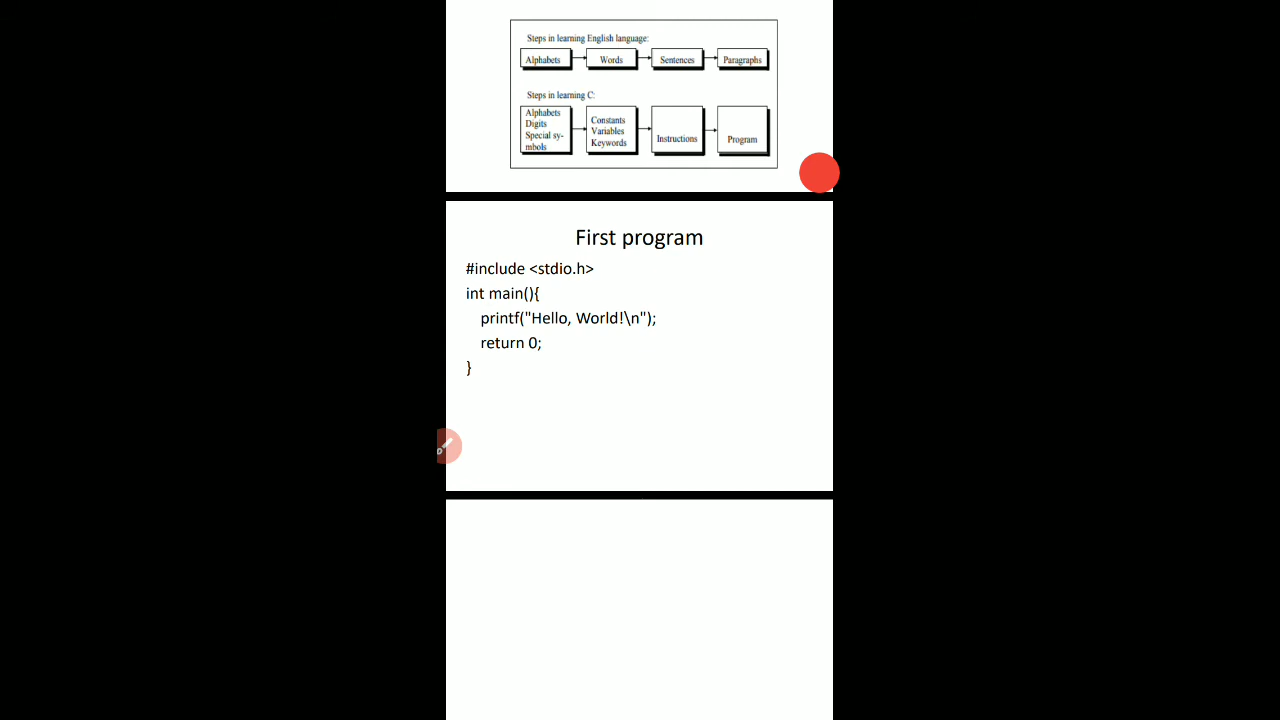 Steps in learning English language:
Alphabets Words Sentences Paragraphs
Steps in learning C:
Alphabets
Digits
Special sy-
mbols
Constants
Variables
Keywords
Instructions
Program
First program
#include <stdio.h>
int main(){
printf("Hello, World!\n");
return 0;
}